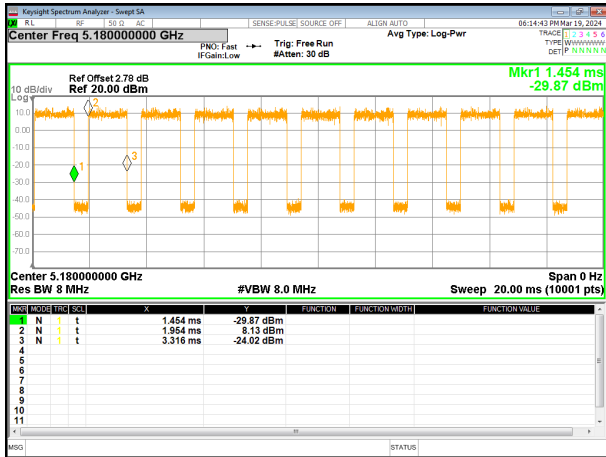 Keysight Spectrum Analyzer - Swept SA
RL RF 50 Ω AC SENSE:PULSE SOURCE OFF ALIGN AUTO 06:14:43 PM Mar 19, 2024
Center Freq 5.180000000 GHz PNO: Fast Trig: Free Run Avg Type: Log-Pwr TRACE 1 2 3 4 5 6
IFGain:Low #Atten: 30 dB TYPE WWWWWW
DET P N N N N N
Mkr1 1.454 ms
-29.87 dBm
Ref Offset 2.78 dB
10 dB/div Ref 20.00 dBm
Log
10.0
0.00
-10.0
-20.0
-30.0
-40.0
-50.0
-60.0
-70.0
1
2
3
Center 5.180000000 GHz Span 0 Hz
Res BW 8 MHz #VBW 8.0 MHz Sweep 20.00 ms (10001 pts)
MKR MODE TRC SCL X Y FUNCTION FUNCTION WIDTH FUNCTION VALUE
1 N 1 t 1.454 ms -29.87 dBm
2 N 1 t 1.954 ms 8.13 dBm
3 N 1 t 3.316 ms -24.02 dBm
4
5
6
7
8
9
10
11
MSG STATUS